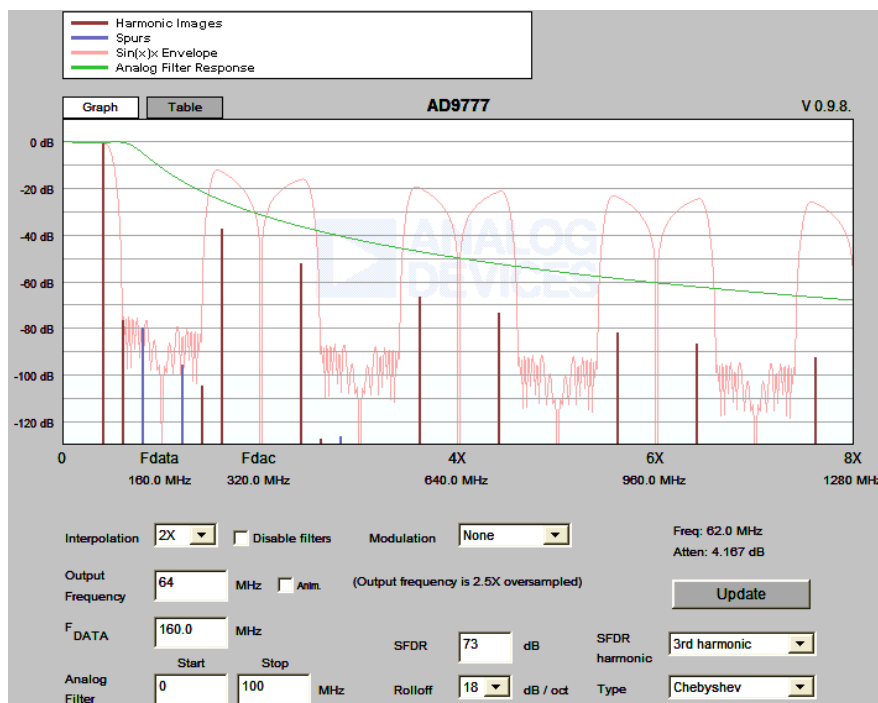 Harmonic Images
Spurs
Sin(x)x Envelope
Analog Filter Response
Graph Table AD9777 V 0.9.8.
0 dB
-20 dB
-40 dB
-60 dB
-80 dB
-100 dB
-120 dB
ANALOG
DEVICES
0 Fdata Fdac 4X 6X 8X
160.0 MHz 320.0 MHz 640.0 MHz 960.0 MHz 1280 MH
Interpolation 2X Disable filters Modulation None Freq: 62.0 MHz
Atten: 4.167 dB
Output
Frequency 64 MHz Anim. (Output frequency is 2.5X oversampled) Update
FDATA 160.0 MHz SFDR 73 dB SFDR
harmonic 3rd harmonic
Start Stop
Analog
Filter 0 100 MHz Rolloff 18 dB / oct Type Chebyshev